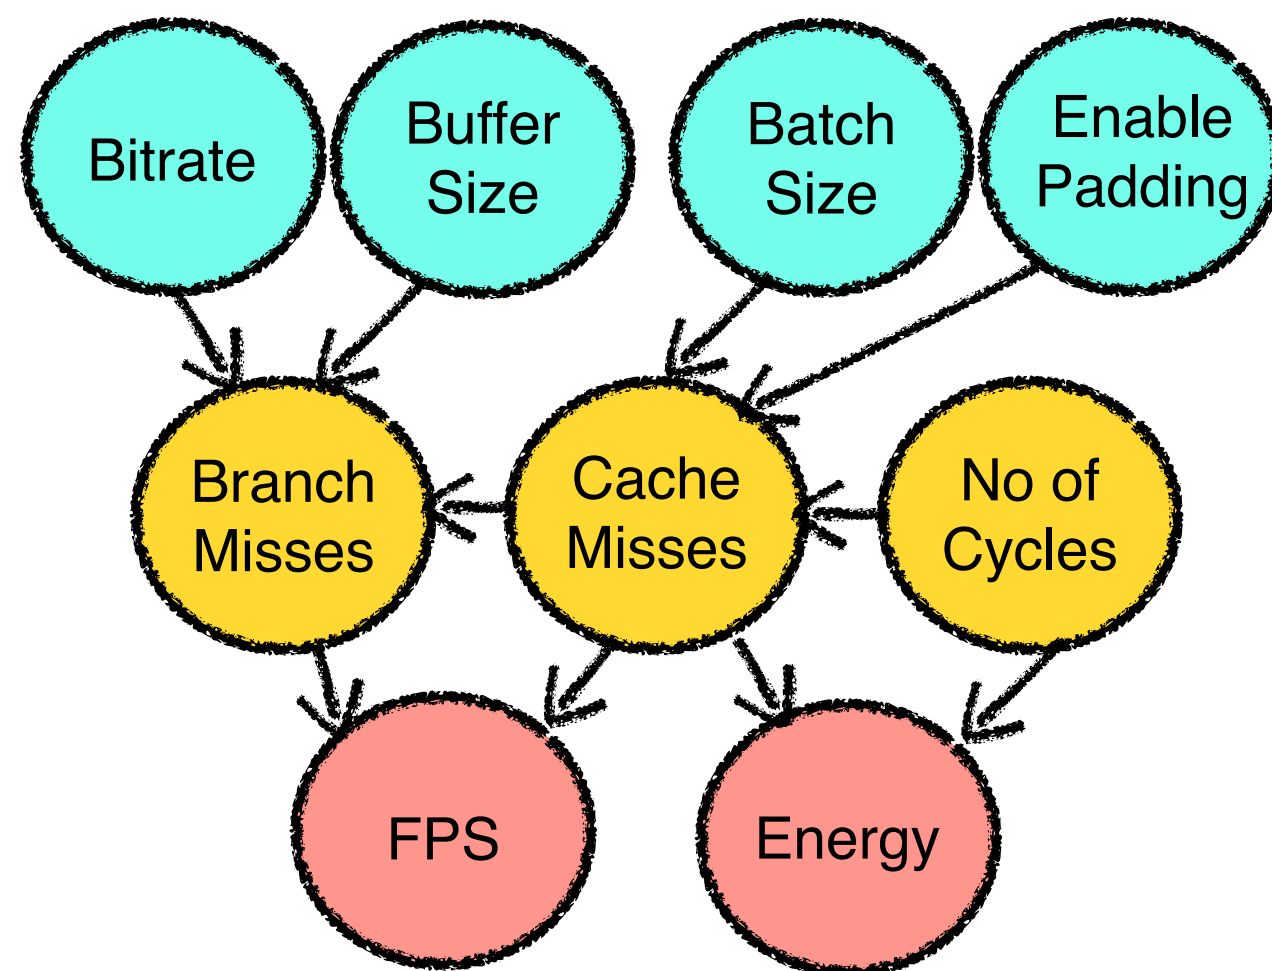 Bitrate
Buffer
Size
Batch
Size
Enable
Padding
Branch
Misses
Cache
Misses
No of
Cycles
FPS
Energy